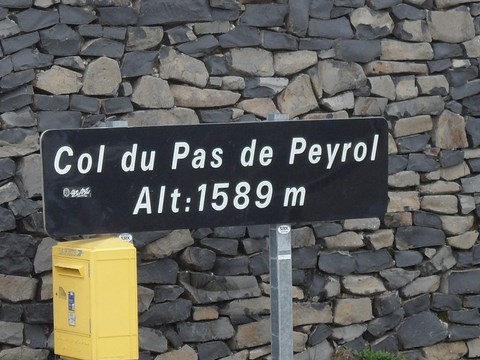 Col du Pas de Peyrol
Alt:1589 m